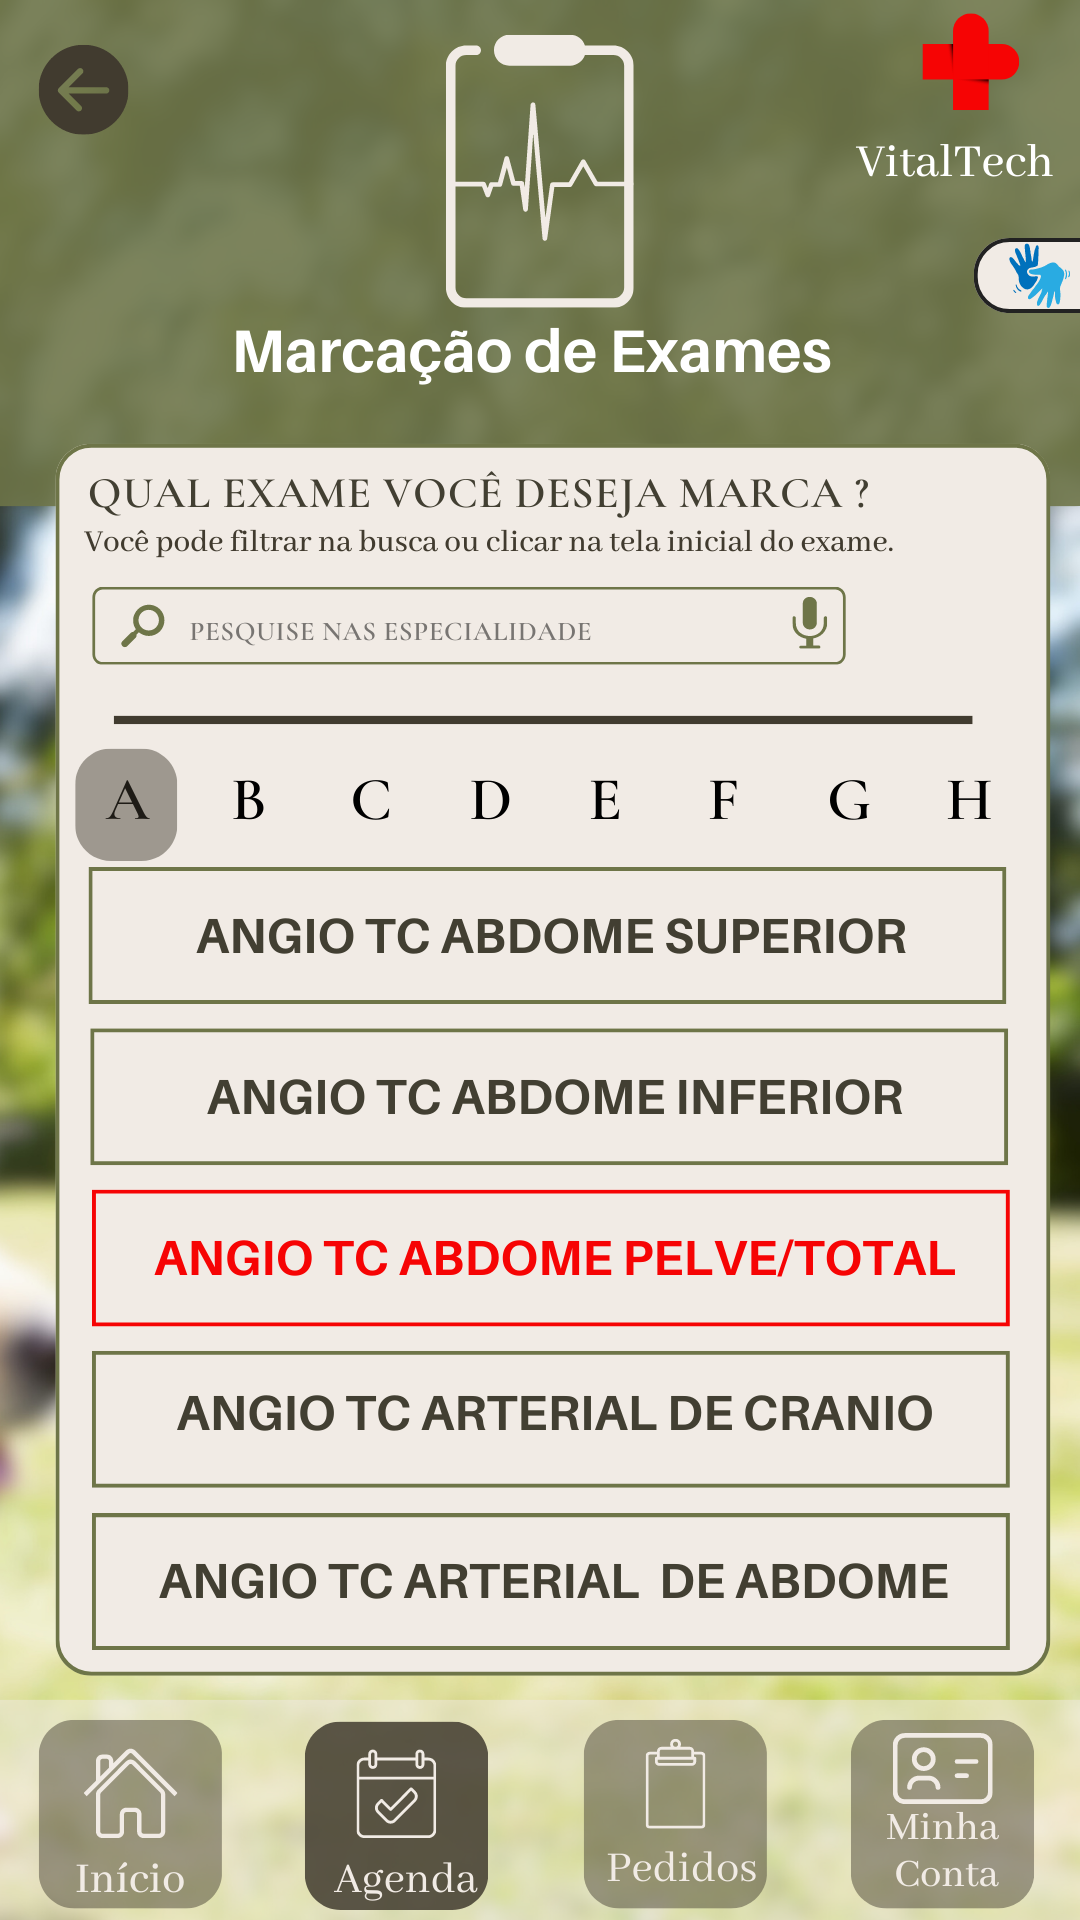 VitalTech
Marcação de Exames
QUAL EXAME VOCÊ DESEJA MARCA ?
Você pode filtrar na busca ou clicar na tela inicial do exame.
PESQUISE NAS ESPECIALIDADE
A B C D E F G H
ANGIO TC ABDOME SUPERIOR
ANGIO TC ABDOME INFERIOR
ANGIO TC ABDOME PELVE/TOTAL
ANGIO TC ARTERIAL DE CRANIO
ANGIO TC ARTERIAL DE ABDOME
Início
Agenda
Pedidos
Minha
Conta